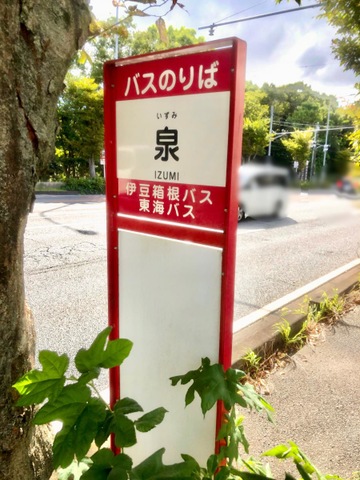 バスのりば
いずみ
泉
IZUMI
伊豆箱根バス
東海バス